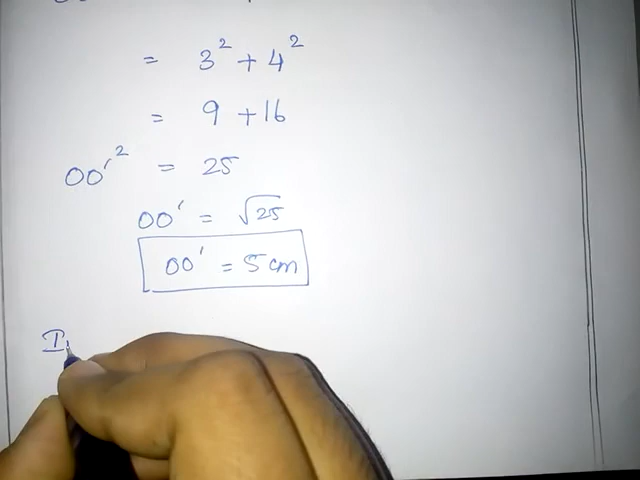 = 3² + 4²
= 9 + 16
OO'² = 25
OO' = √25
OO' = 5 cm
I